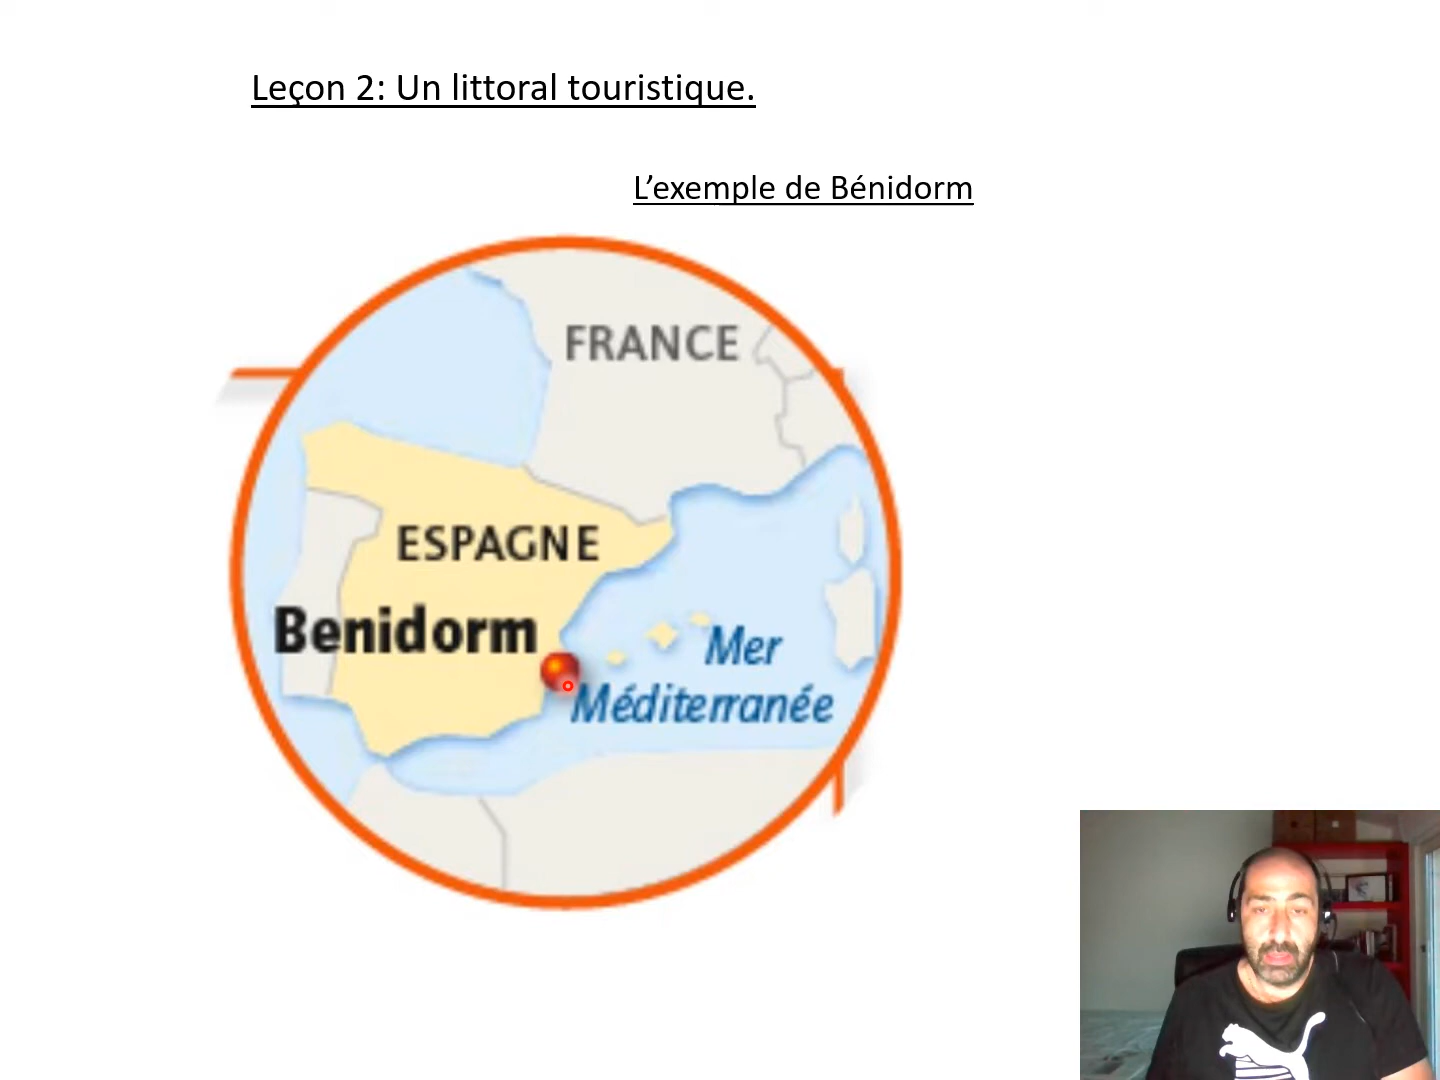 Leçon 2: Un littoral touristique.
L’exemple de Bénidorm
FRANCE
ESPAGNE
Benidorm
Mer
Méditerranée